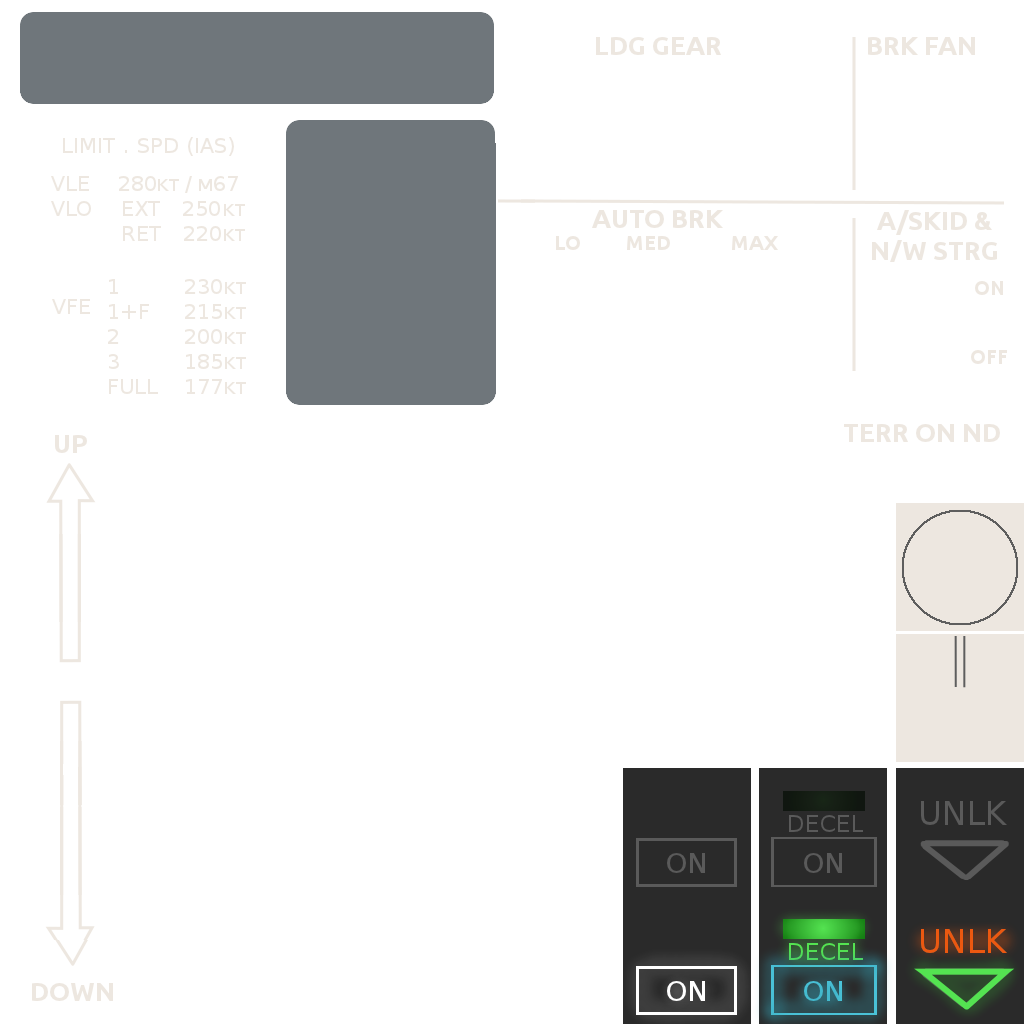 LDG GEAR
BRK FAN
LIMIT . SPD (IAS)
VLE 280KT / M67
VLO EXT 250KT
RET 220KT
VFE
1 230KT
1+F 215KT
2 200KT
3 185KT
FULL 177KT
AUTO BRK
LO MED MAX
A/SKID &
N/W STRG
ON
OFF
TERR ON ND
UP
DOWN
ON
ON
DECEL
ON
DECEL
ON
UNLK
UNLK